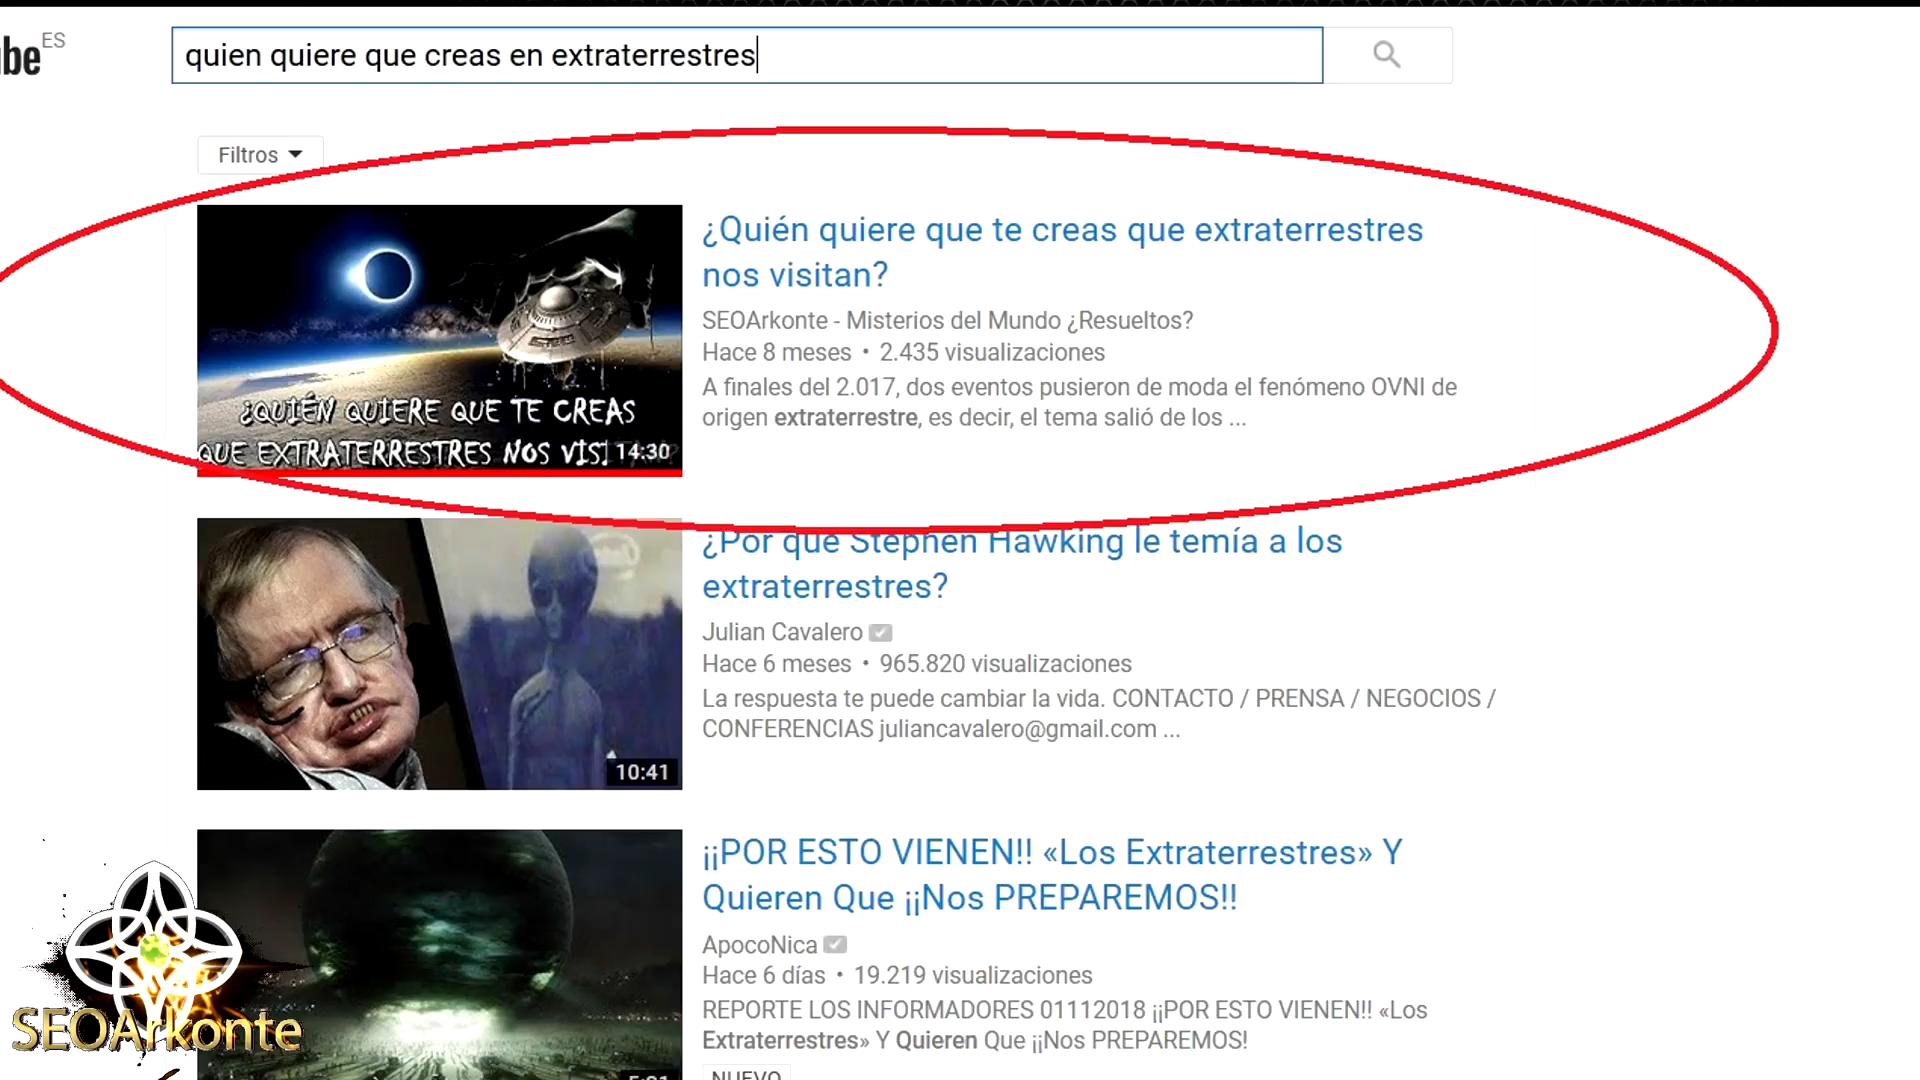 be ES
quien quiere que creas en extraterrestres
Filtros
¿Quién quiere que te creas que extraterrestres
nos visitan?
SEOArkonte - Misterios del Mundo ¿Resueltos?
Hace 8 meses • 2.435 visualizaciones
A finales del 2.017, dos eventos pusieron de moda el fenómeno OVNI de
origen extraterrestre, es decir, el tema salió de los ...
¿QUIÉN QUIERE QUE TE CREAS
QUE EXTRATERRESTRES NOS VISI
14:30
¿Por qué Stephen Hawking le temía a los
extraterrestres?
Julian Cavalero
Hace 6 meses • 965.820 visualizaciones
La respuesta te puede cambiar la vida. CONTACTO / PRENSA / NEGOCIOS /
CONFERENCIAS juliancavalero@gmail.com ...
10:41
¡¡POR ESTO VIENEN!! «Los Extraterrestres» Y
Quieren Que ¡¡Nos PREPAREMOS!!
ApocoNica
Hace 6 días • 19.219 visualizaciones
REPORTE LOS INFORMADORES 01112018 ¡¡POR ESTO VIENEN!! «Los
Extraterrestres» Y Quieren Que ¡¡Nos PREPAREMOS!
NUEVO
SEOArkonte